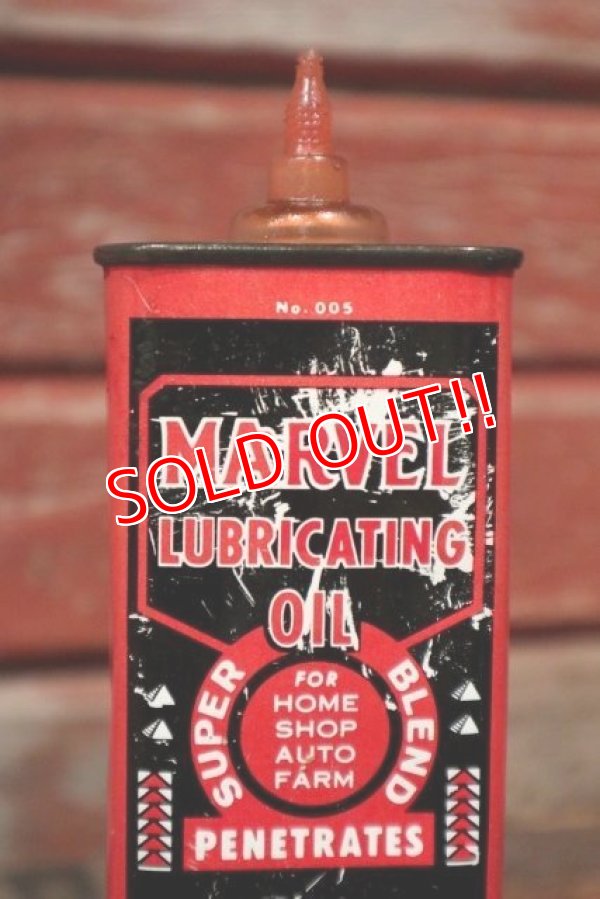 No. 005
MARVEL
SOLD OUT!!
LUBRICATING
OIL
SUPER BLEND
FOR
HOME
SHOP
AUTO
FARM
PENETRATES